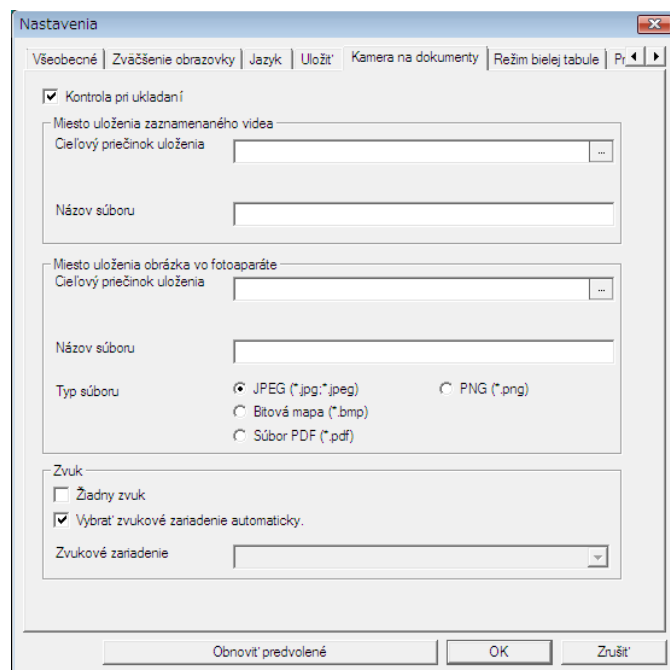 Nastavenia
Všeobecné Zväčšenie obrazovky Jazyk Uložiť Kamera na dokumenty Režim bielej tabule
Kontrola pri ukladaní
Miesto uloženia zaznamenaného videa
Cieľový priečinok uloženia ...
Názov súboru
Miesto uloženia obrázka vo fotoaparáte
Cieľový priečinok uloženia ...
Názov súboru
Typ súboru JPEG (*.jpg;*.jpeg) PNG (*.png)
Bitová mapa (*.bmp)
Súbor PDF (*.pdf)
Zvuk
Žiadny zvuk
Vybrať zvukové zariadenie automaticky.
Zvukové zariadenie
Obnoviť predvolené OK Zrušiť